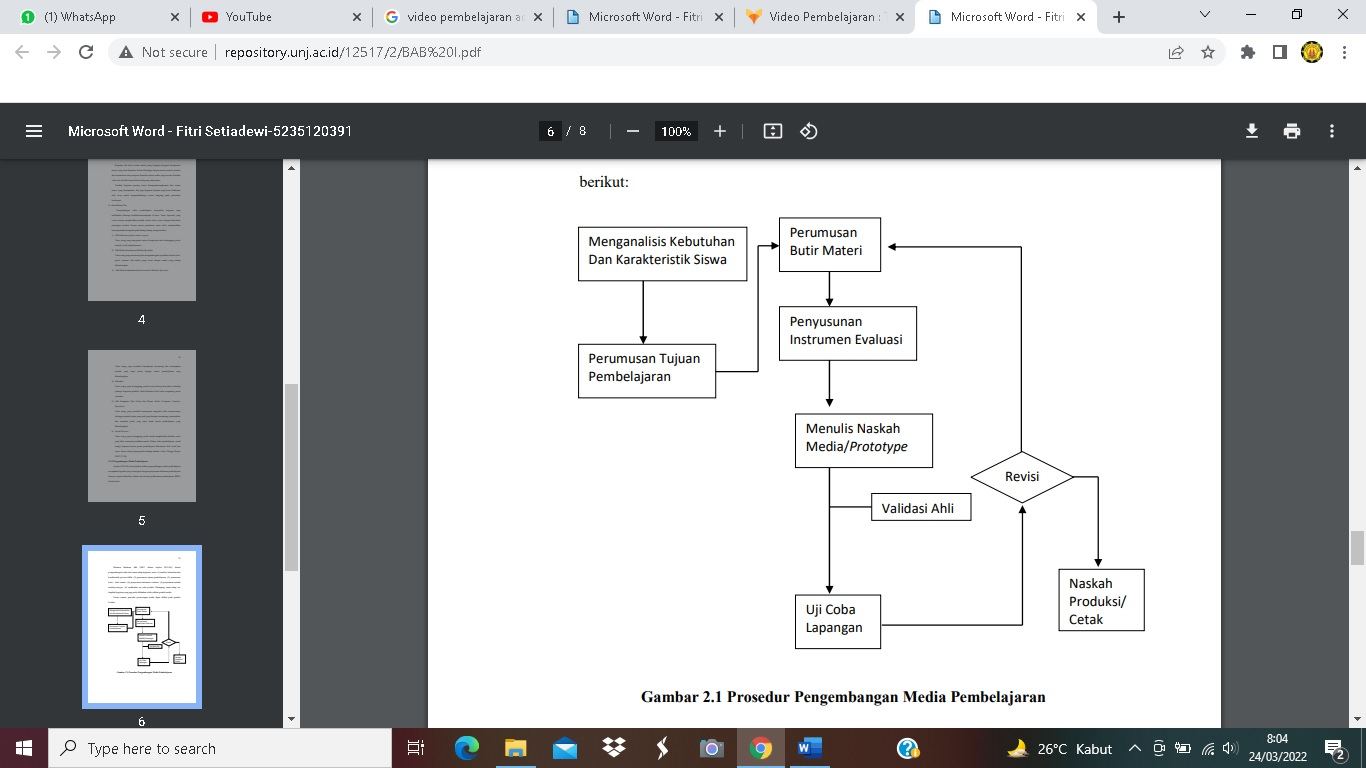 (1) WhatsApp
YouTube
video pembelajaran a
Microsoft Word - Fitri
Video Pembelajaran :
Microsoft Word - Fitri
Not secure | repository.unj.ac.id/12517/2/BAB%20I.pdf
Microsoft Word - Fitri Setiadewi-5235120391
6 / 8
100%
4
5
6
berikut:
Menganalisis Kebutuhan
Dan Karakteristik Siswa
Perumusan Tujuan
Pembelajaran
Perumusan
Butir Materi
Penyusunan
Instrumen Evaluasi
Menulis Naskah
Media/Prototype
Validasi Ahli
Uji Coba
Lapangan
Revisi
Naskah
Produksi/
Cetak
Gambar 2.1 Prosedur Pengembangan Media Pembelajaran
Type here to search
26°C Kabut
8:04
24/03/2022
2